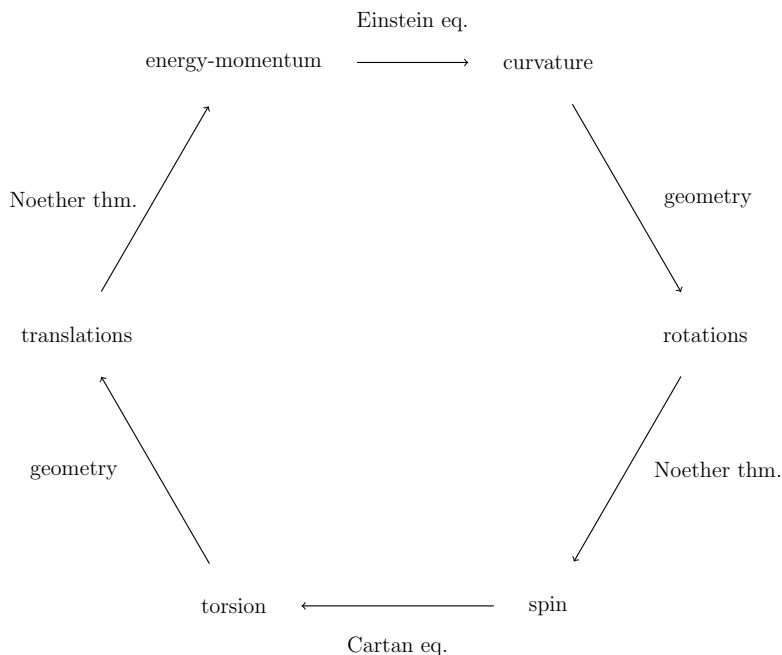 Einstein eq.
energy-momentum
curvature
Noether thm.
geometry
translations
rotations
geometry
Noether thm.
torsion
spin
Cartan eq.